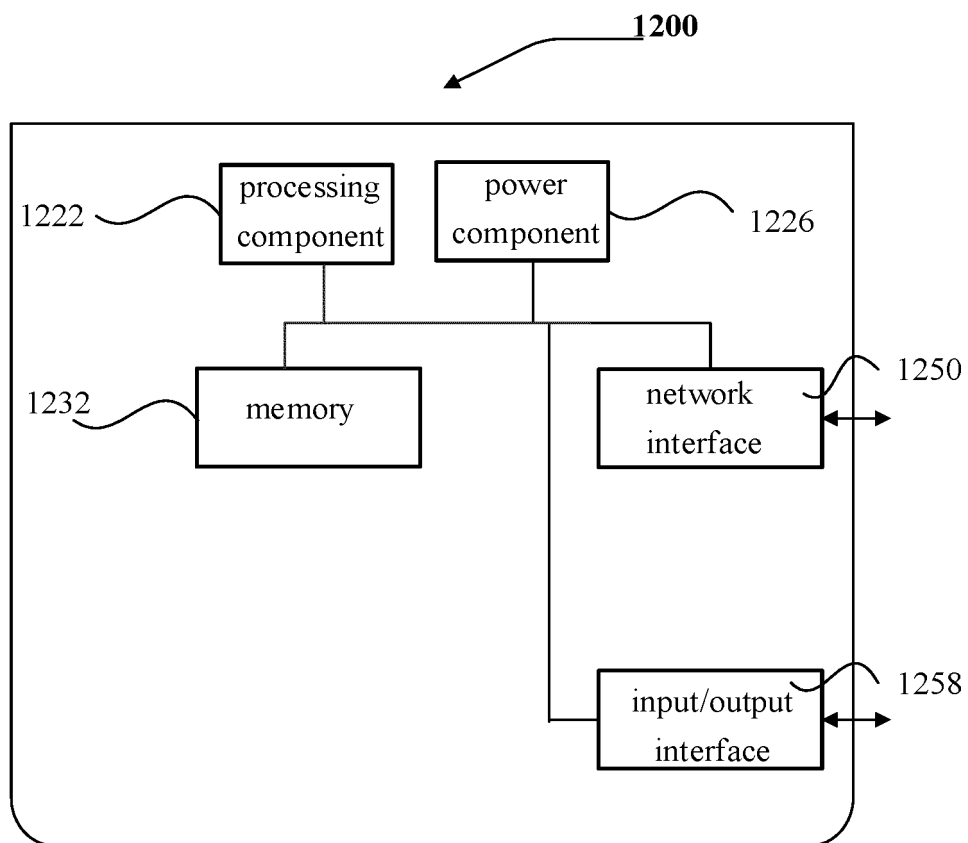 1200
processing
component
1222
power
component
1226
1232
memory
network
interface
1250
input/output
interface
1258